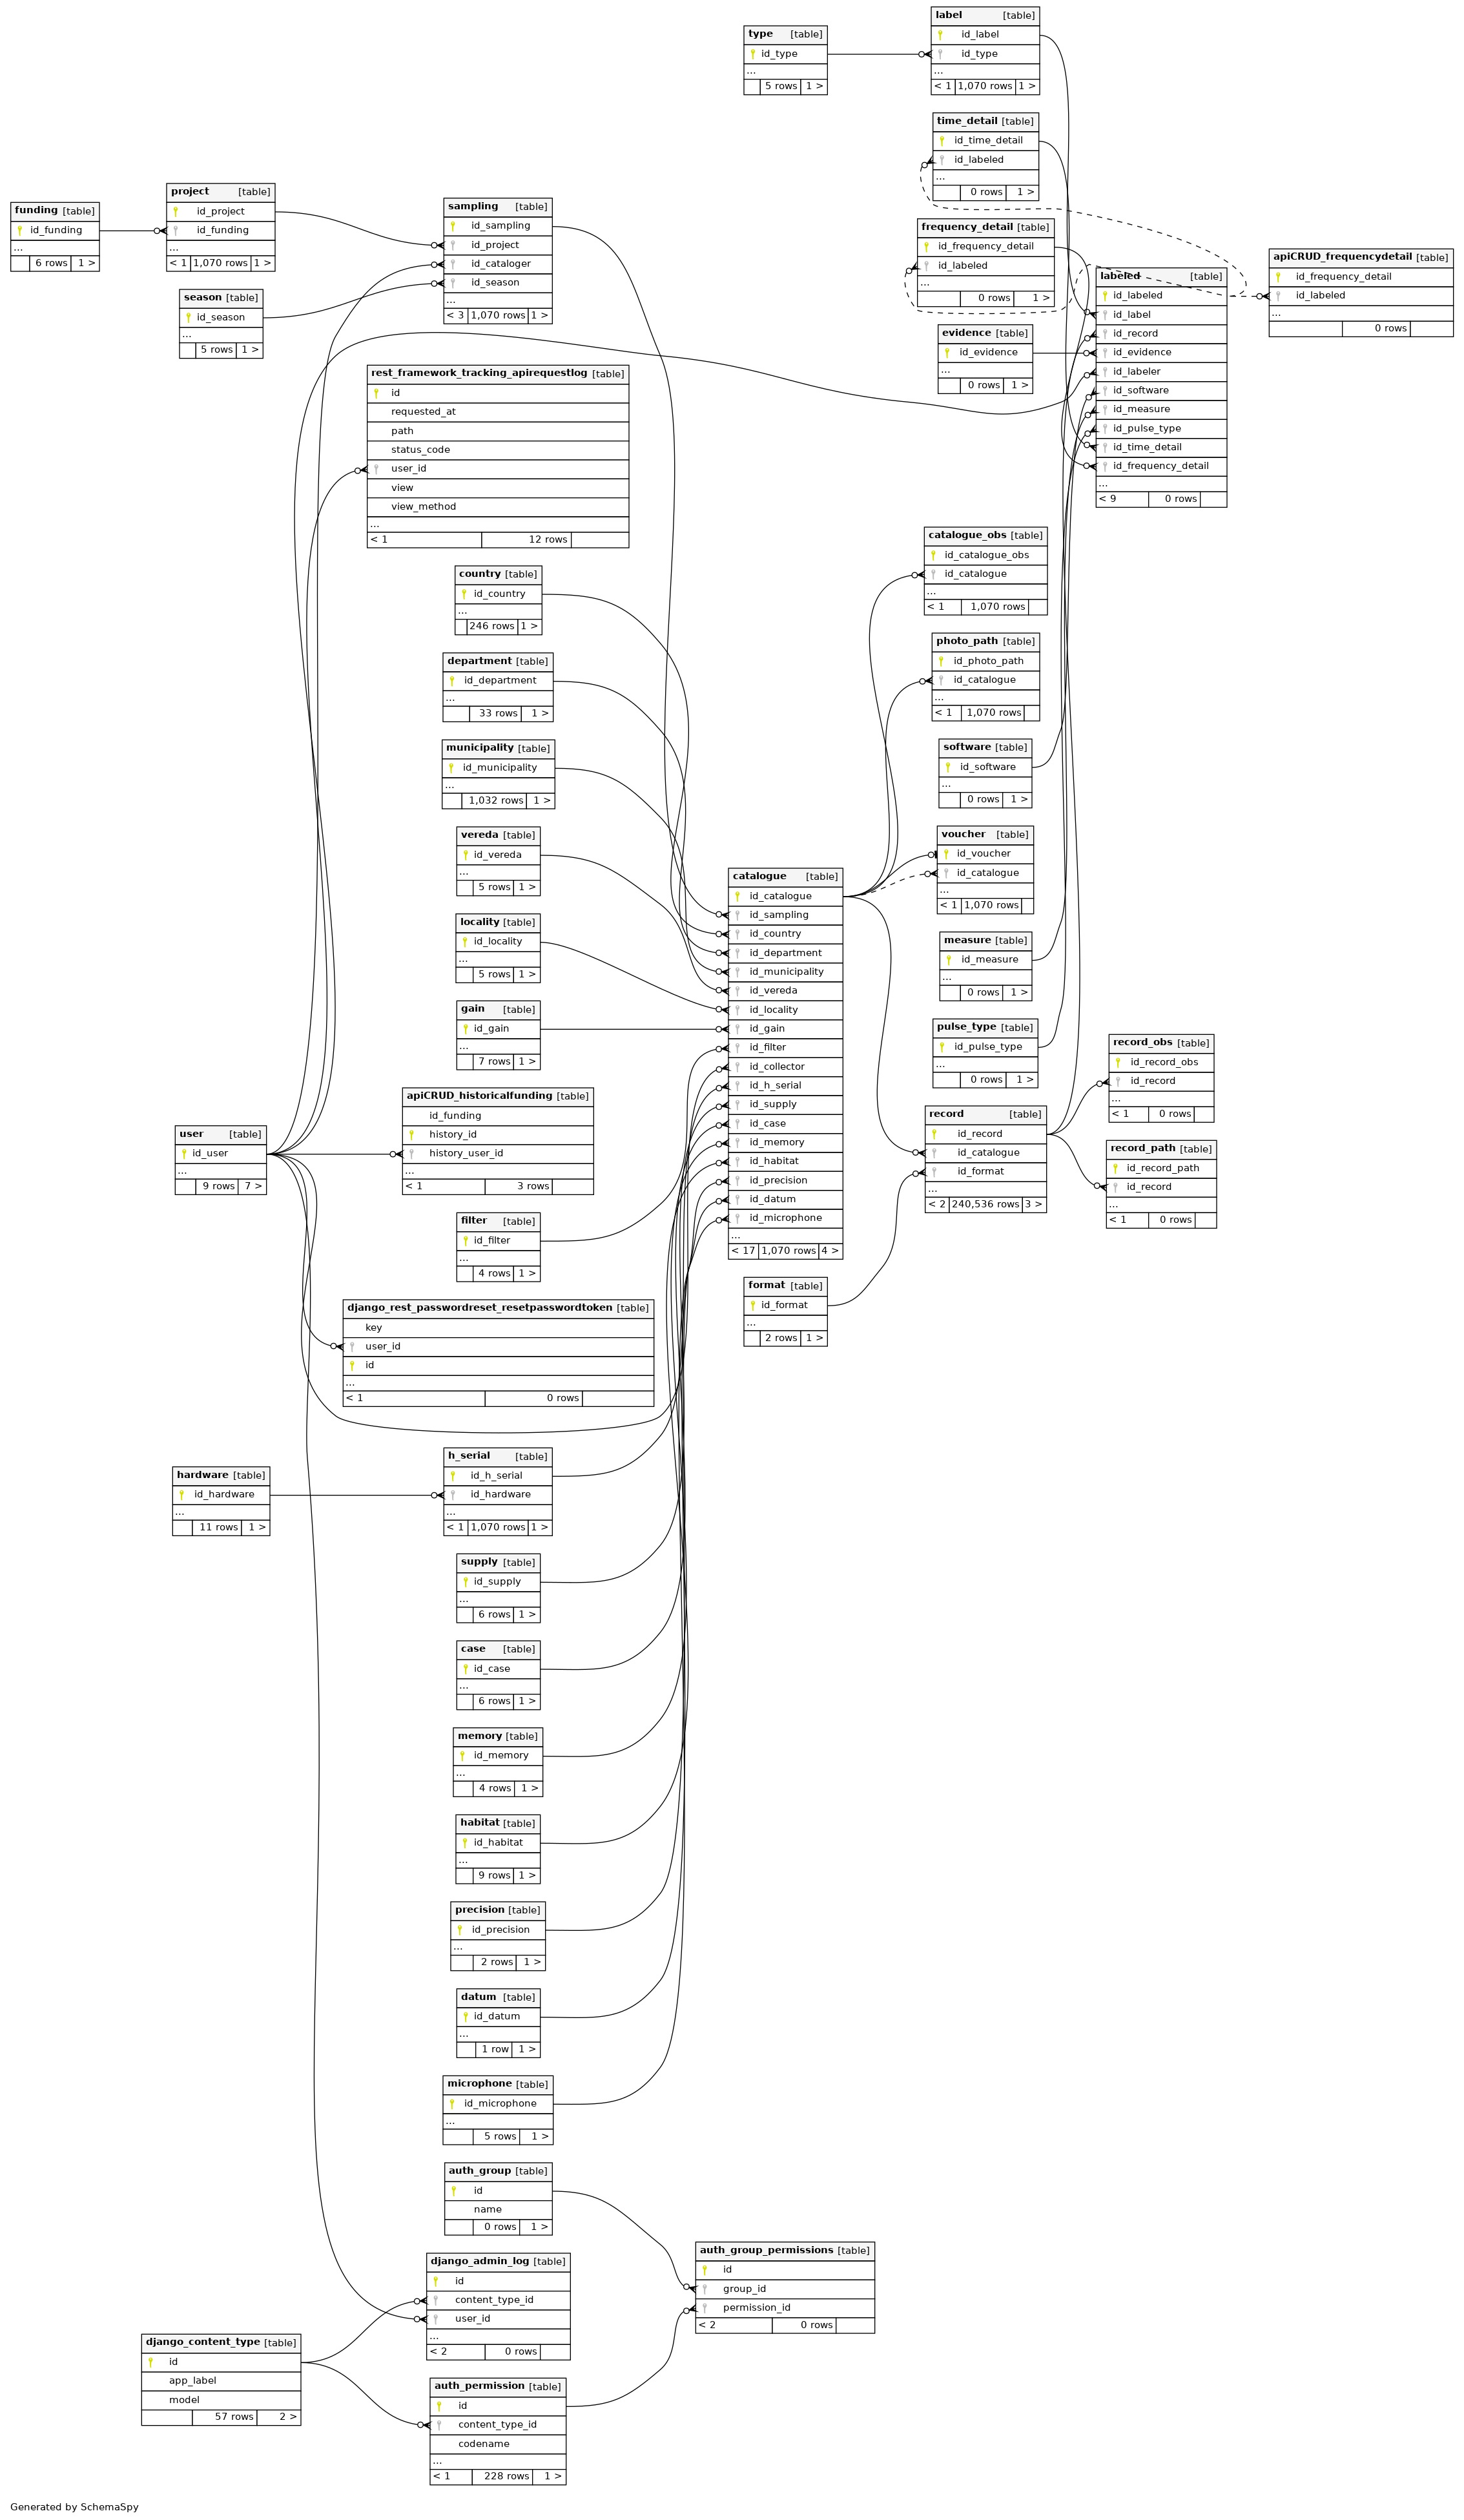 label [table]
id_label
id_type
...
< 1 1,070 rows 1 >
type [table]
id_type
...
5 rows 1 >
time_detail [table]
id_time_detail
id_labeled
...
0 rows 1 >
funding [table]
id_funding
...
6 rows 1 >
project [table]
id_project
id_funding
...
< 1 1,070 rows 1 >
sampling [table]
id_sampling
id_project
id_cataloger
id_season
...
< 3 1,070 rows 1 >
season [table]
id_season
...
5 rows 1 >
frequency_detail [table]
id_frequency_detail
id_labeled
...
0 rows 1 >
labeled [table]
id_labeled
id_label
id_record
id_evidence
id_labeler
id_software
id_measure
id_pulse_type
id_time_detail
id_frequency_detail
...
< 9 0 rows
apiCRUD_frequencydetail [table]
id_frequency_detail
id_labeled
...
0 rows
evidence [table]
id_evidence
...
0 rows 1 >
rest_framework_tracking_apirequestlog [table]
id
requested_at
path
status_code
user_id
view
view_method
...
< 1 12 rows
country [table]
id_country
...
246 rows 1 >
department [table]
id_department
...
33 rows 1 >
municipality [table]
id_municipality
...
1,032 rows 1 >
vereda [table]
id_vereda
...
5 rows 1 >
locality [table]
id_locality
...
5 rows 1 >
gain [table]
id_gain
...
7 rows 1 >
catalogue_obs [table]
id_catalogue_obs
id_catalogue
...
< 1 1,070 rows
photo_path [table]
id_photo_path
id_catalogue
...
< 1 1,070 rows
software [table]
id_software
...
0 rows 1 >
voucher [table]
id_voucher
id_catalogue
...
< 1 1,070 rows
measure [table]
id_measure
...
0 rows 1 >
pulse_type [table]
id_pulse_type
...
0 rows 1 >
catalogue [table]
id_catalogue
id_sampling
id_country
id_department
id_municipality
id_vereda
id_locality
id_gain
id_filter
id_collector
id_h_serial
id_supply
id_case
id_memory
id_habitat
id_precision
id_datum
id_microphone
...
< 17 1,070 rows 4 >
record [table]
id_record
id_catalogue
id_format
...
< 2 240,536 rows 3 >
record_obs [table]
id_record_obs
id_record
...
< 1 0 rows
record_path [table]
id_record_path
id_record
...
< 1 0 rows
format [table]
id_format
...
2 rows 1 >
user [table]
id_user
...
9 rows 7 >
apiCRUD_historicalfunding [table]
id_funding
history_id
history_user_id
...
< 1 3 rows
filter [table]
id_filter
...
4 rows 1 >
django_rest_passwordreset_resetpasswordtoken [table]
key
user_id
id
...
< 1 0 rows
hardware [table]
id_hardware
...
11 rows 1 >
h_serial [table]
id_h_serial
id_hardware
...
< 1 1,070 rows 1 >
supply [table]
id_supply
...
6 rows 1 >
case [table]
id_case
...
6 rows 1 >
memory [table]
id_memory
...
4 rows 1 >
habitat [table]
id_habitat
...
9 rows 1 >
precision [table]
id_precision
...
2 rows 1 >
datum [table]
id_datum
...
1 row 1 >
microphone [table]
id_microphone
...
5 rows 1 >
auth_group [table]
id
name
0 rows 1 >
django_admin_log [table]
id
content_type_id
user_id
...
< 2 0 rows
auth_group_permissions [table]
id
group_id
permission_id
< 2 0 rows
django_content_type [table]
id
app_label
model
57 rows 2 >
auth_permission [table]
id
content_type_id
codename
...
< 1 228 rows 1 >
Generated by SchemaSpy